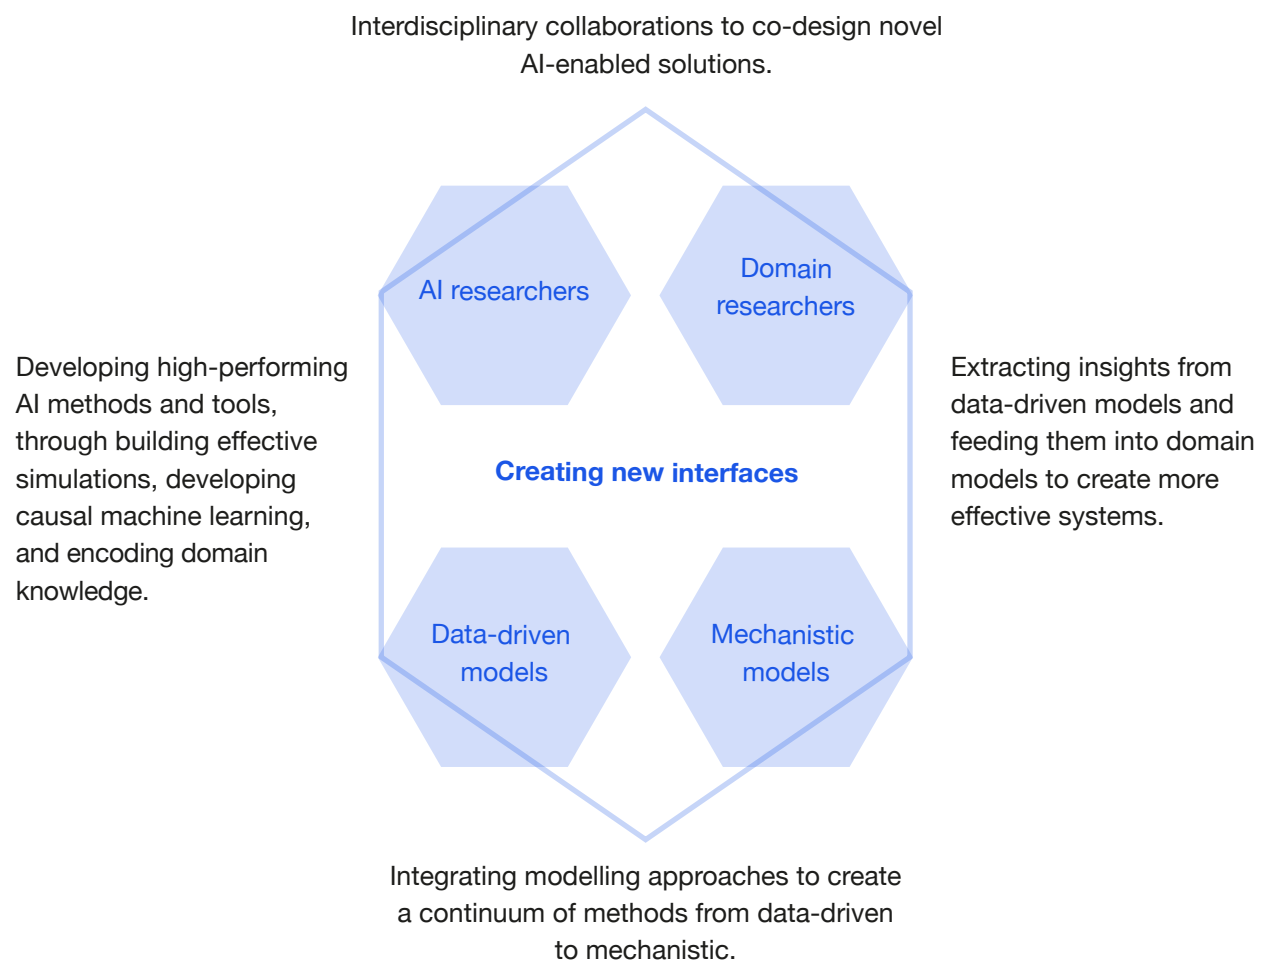 Interdisciplinary collaborations to co-design novel
AI-enabled solutions.
AI researchers
Domain
researchers
Developing high-performing
AI methods and tools,
through building effective
simulations, developing
causal machine learning,
and encoding domain
knowledge.
Creating new interfaces
Extracting insights from
data-driven models and
feeding them into domain
models to create more
effective systems.
Data-driven
models
Mechanistic
models
Integrating modelling approaches to create
a continuum of methods from data-driven
to mechanistic.